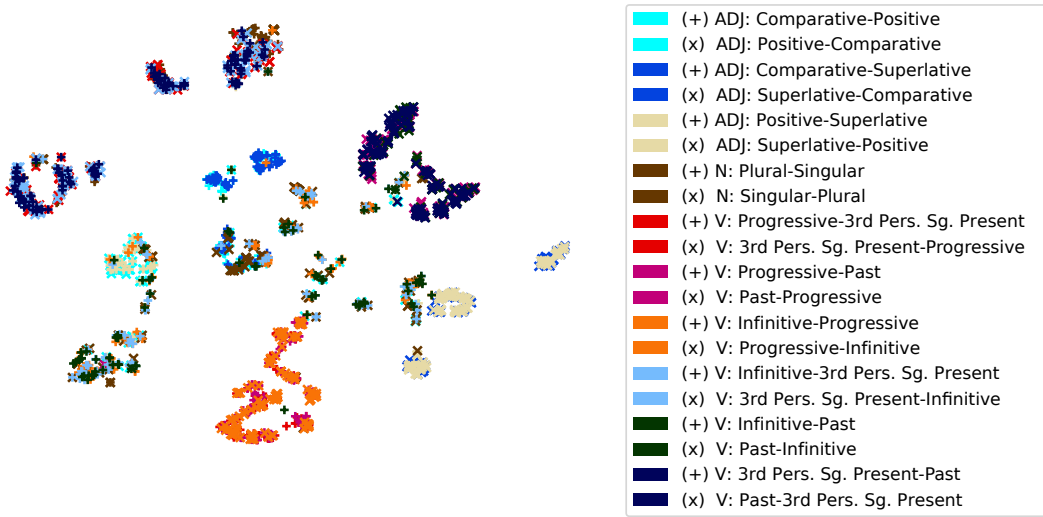 (+) ADJ: Comparative-Positive
(x) ADJ: Positive-Comparative
(+) ADJ: Comparative-Superlative
(x) ADJ: Superlative-Comparative
(+) ADJ: Positive-Superlative
(x) ADJ: Superlative-Positive
(+) N: Plural-Singular
(x) N: Singular-Plural
(+) V: Progressive-3rd Pers. Sg. Present
(x) V: 3rd Pers. Sg. Present-Progressive
(+) V: Progressive-Past
(x) V: Past-Progressive
(+) V: Infinitive-Progressive
(x) V: Progressive-Infinitive
(+) V: Infinitive-3rd Pers. Sg. Present
(x) V: 3rd Pers. Sg. Present-Infinitive
(+) V: Infinitive-Past
(x) V: Past-Infinitive
(+) V: 3rd Pers. Sg. Present-Past
(x) V: Past-3rd Pers. Sg. Present